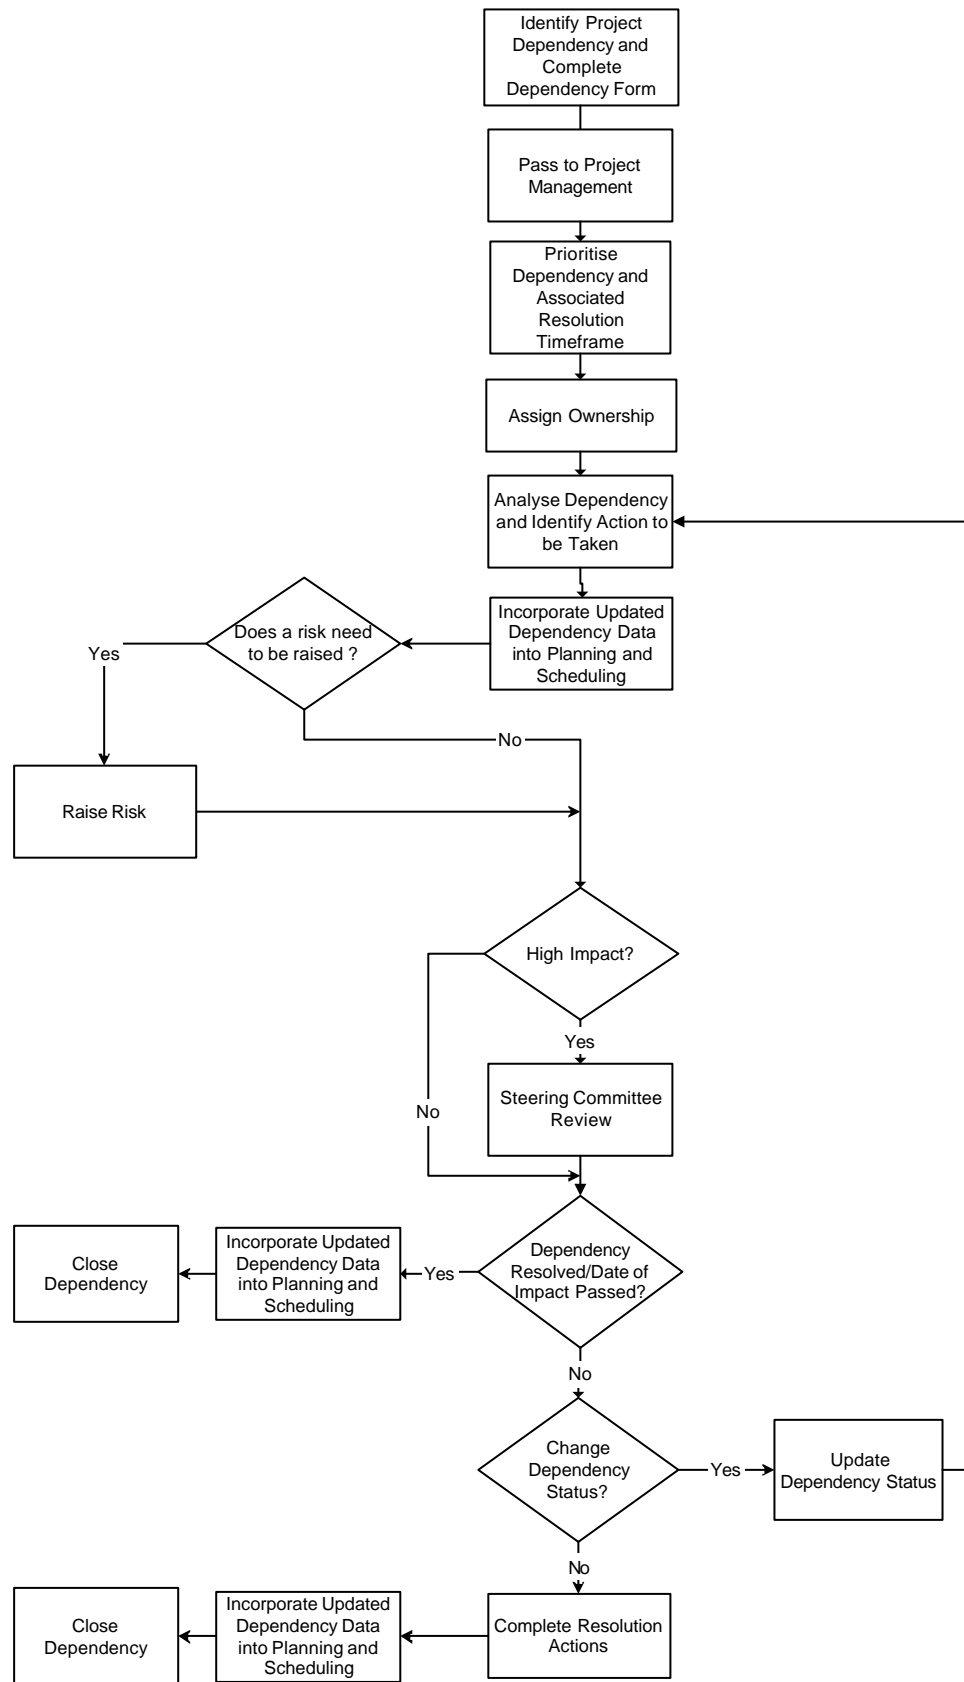 Identify Project
Dependency and
Complete
Dependency Form
Pass to Project
Management
Prioritise
Dependency and
Associated
Resolution
Timeframe
Assign Ownership
Analyse Dependency
and Identify Action to
be Taken
Incorporate Updated
Dependency Data
into Planning and
Scheduling
Does a risk need
to be raised ?
Yes
No
Raise Risk
High Impact?
Yes
No
Steering Committee
Review
Dependency
Resolved/Date of
Impact Passed?
Yes
Incorporate Updated
Dependency Data
into Planning and
Scheduling
Close
Dependency
No
Change
Dependency
Status?
Yes
Update
Dependency Status
No
Complete Resolution
Actions
Incorporate Updated
Dependency Data
into Planning and
Scheduling
Close
Dependency